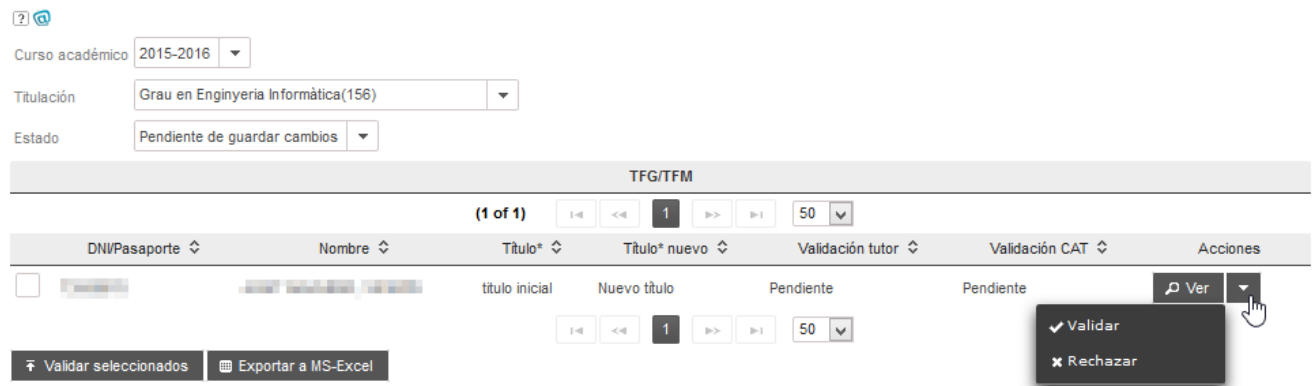 ?
Curso académico 2015-2016
Titulación Grau en Enginyeria Informàtica(156)
Estado Pendiente de guardar cambios
TFG/TFM
(1 of 1) 1 50
DNI/Pasaporte Nombre Título* Título* nuevo Validación tutor Validación CAT Acciones
titulo inicial Nuevo título Pendiente Pendiente Ver
1 50
Validar
Rechazar
Validar seleccionados Exportar a MS-Excel